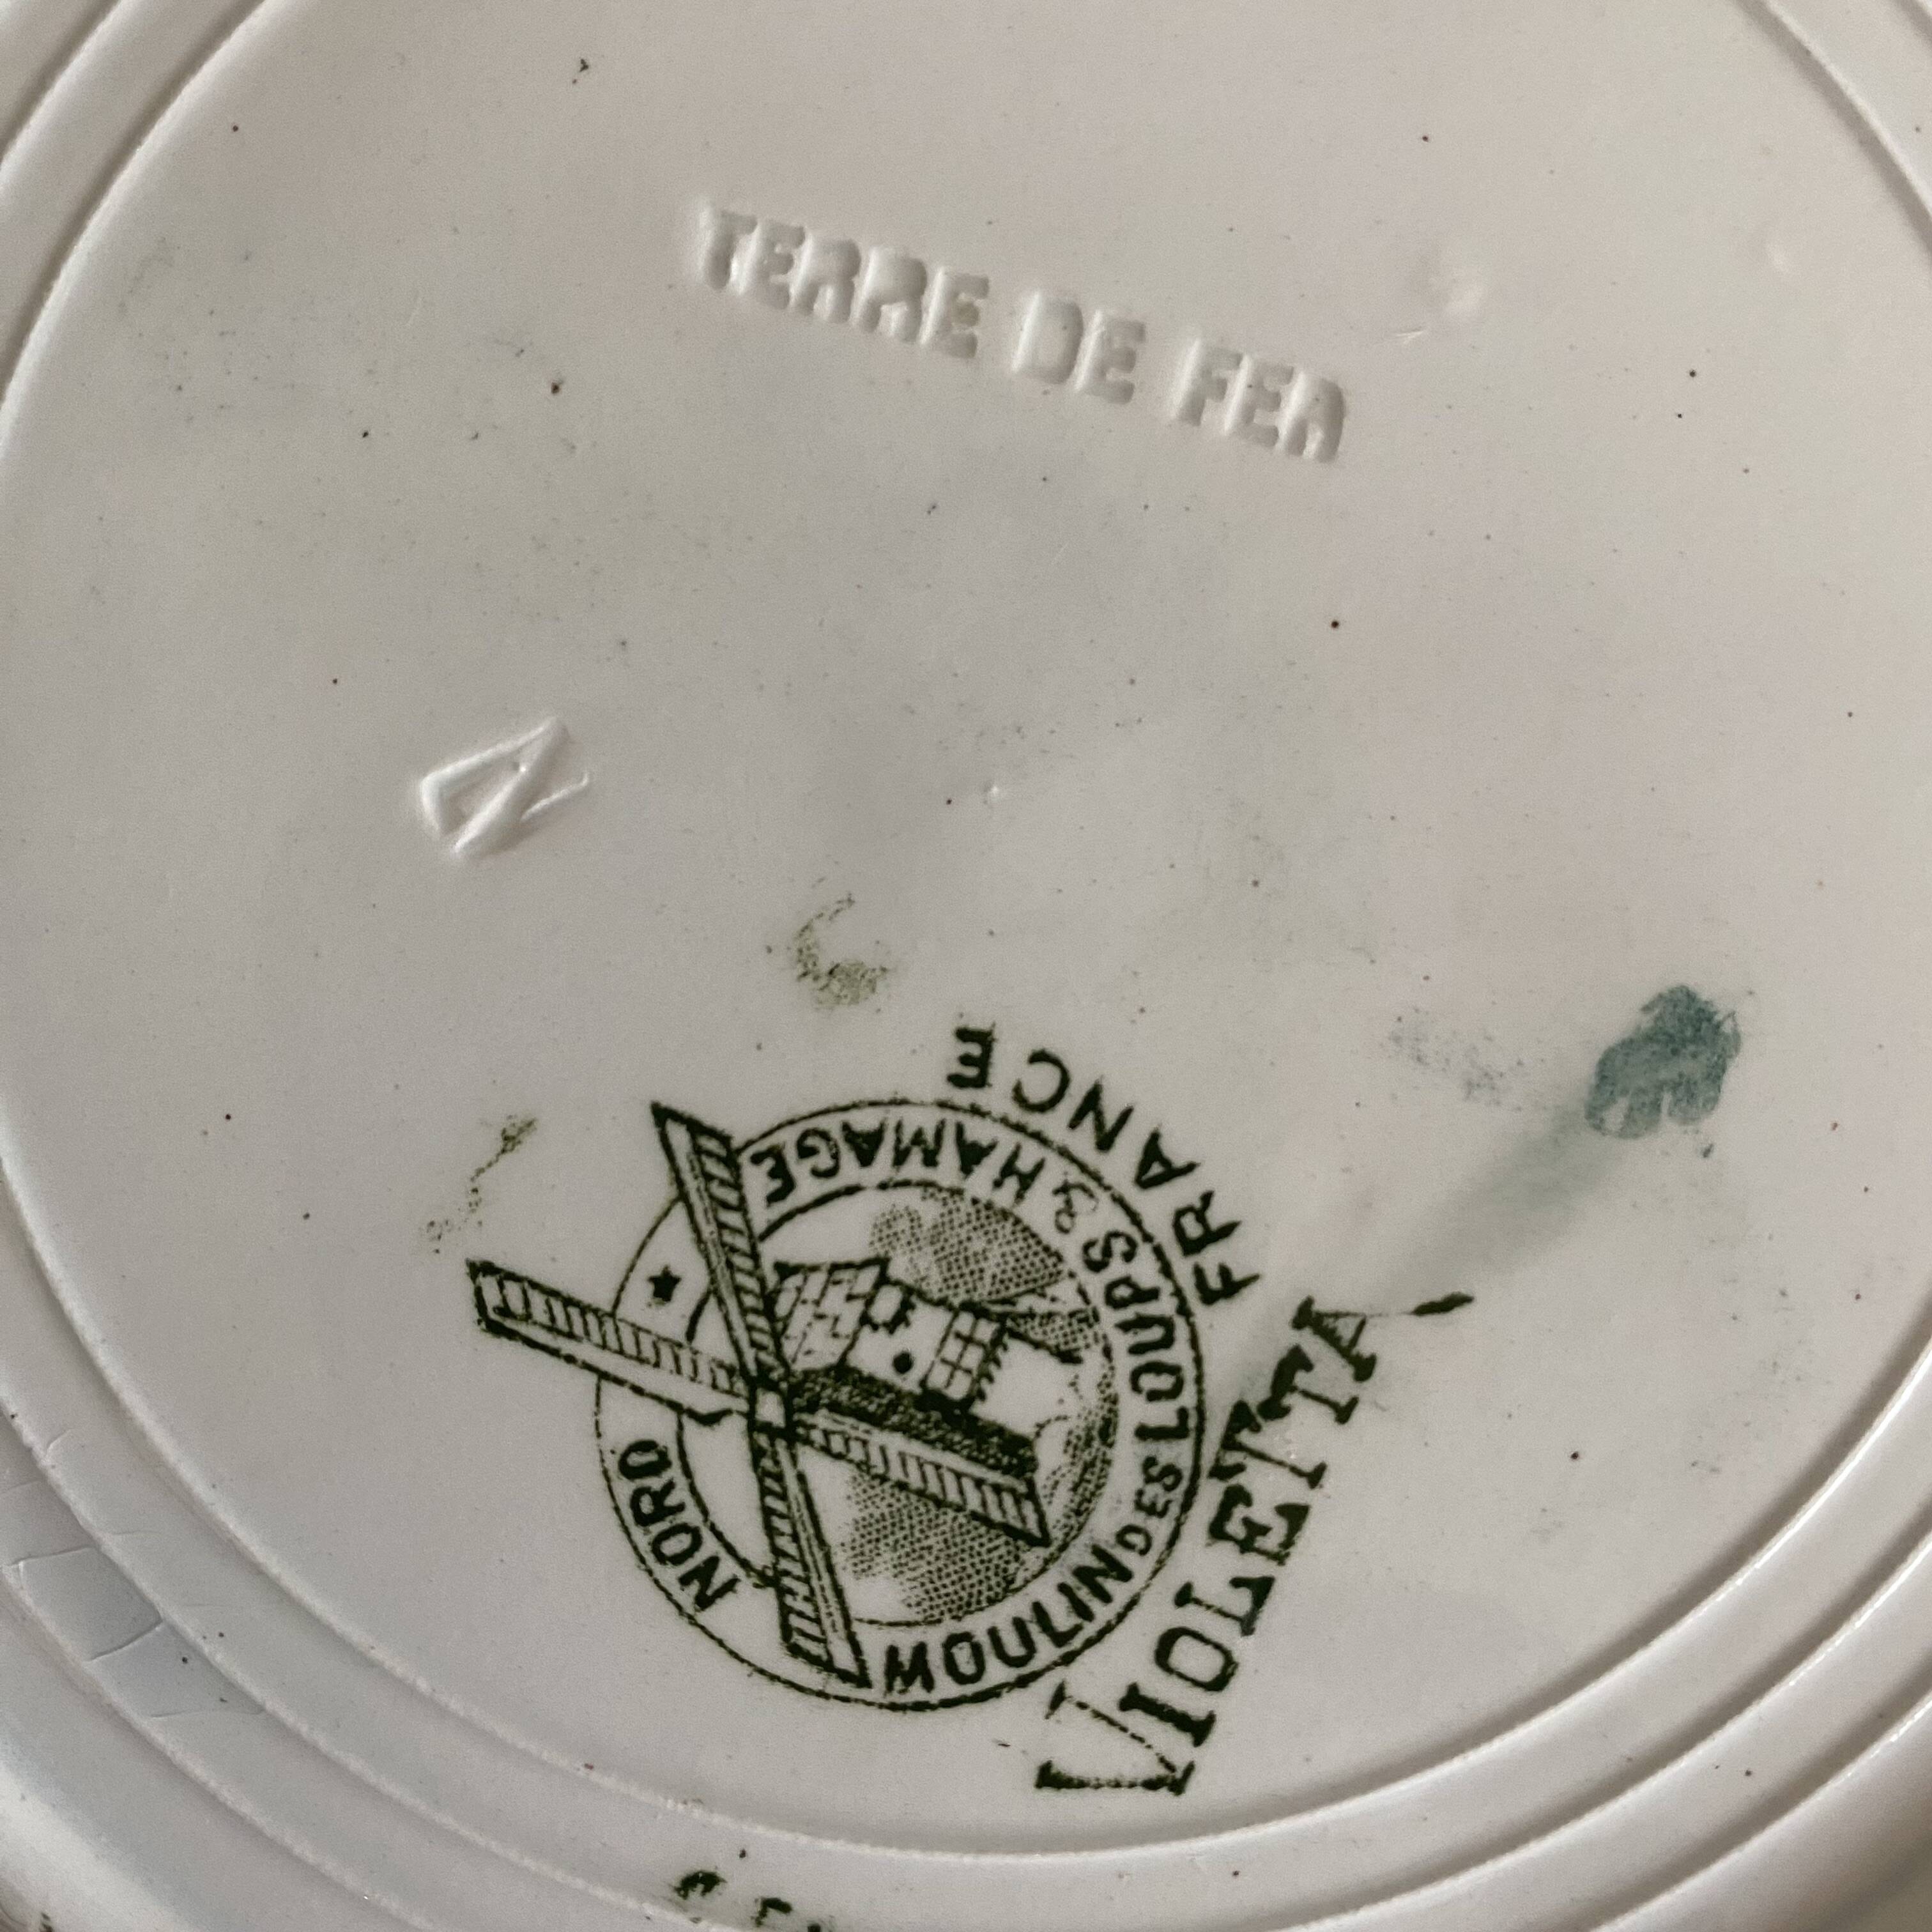 TERRE DE FER
N
MOULIN DES LOUPS & HAMAGE
NORD
FRANCE
VIOLETTA